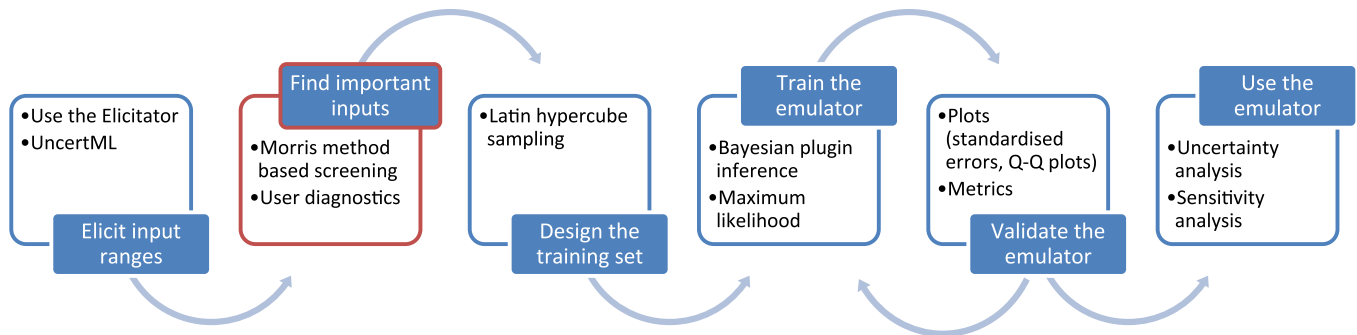 •Use the Elicitator
•UncertML
Elicit input
ranges
Find important
inputs
•Morris method
based screening
•User diagnostics
•Latin hypercube
sampling
Design the
training set
Train the
emulator
•Bayesian plugin
inference
•Maximum
likelihood
•Plots
(standardised
errors, Q-Q plots)
•Metrics
Validate the
emulator
Use the
emulator
•Uncertainty
analysis
•Sensitivity
analysis